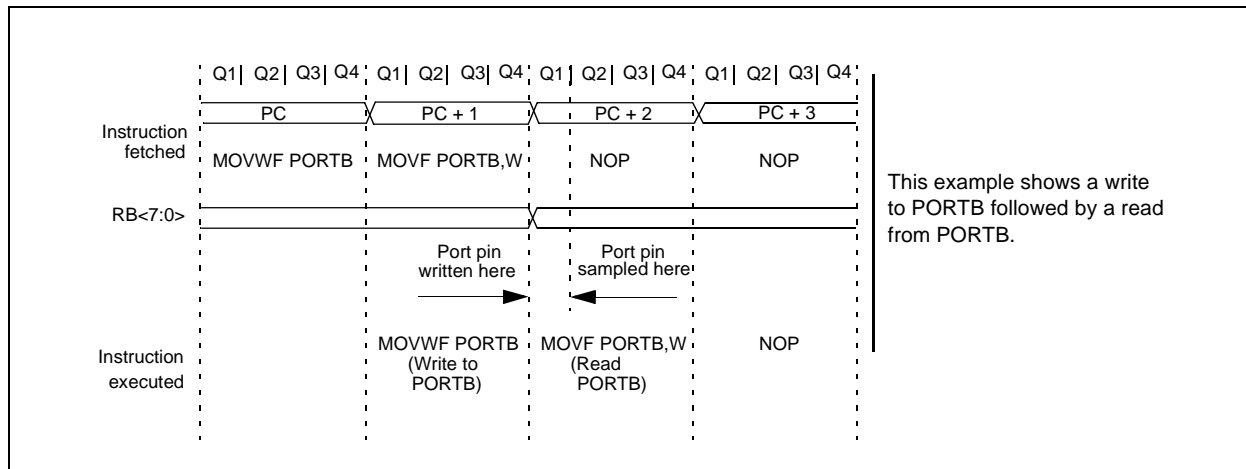 Q1| Q2| Q3| Q4 Q1| Q2| Q3| Q4 Q1| Q2| Q3| Q4 Q1| Q2| Q3| Q4
PC PC + 1 PC + 2 PC + 3
Instruction
fetched
MOVWF PORTB MOVF PORTB,W NOP NOP
This example shows a write
to PORTB followed by a read
from PORTB.
RB<7:0>
Port pin
written here
Port pin
sampled here
Instruction
executed
MOVWF PORTB
(Write to
PORTB)
MOVF PORTB,W
(Read
PORTB)
NOP